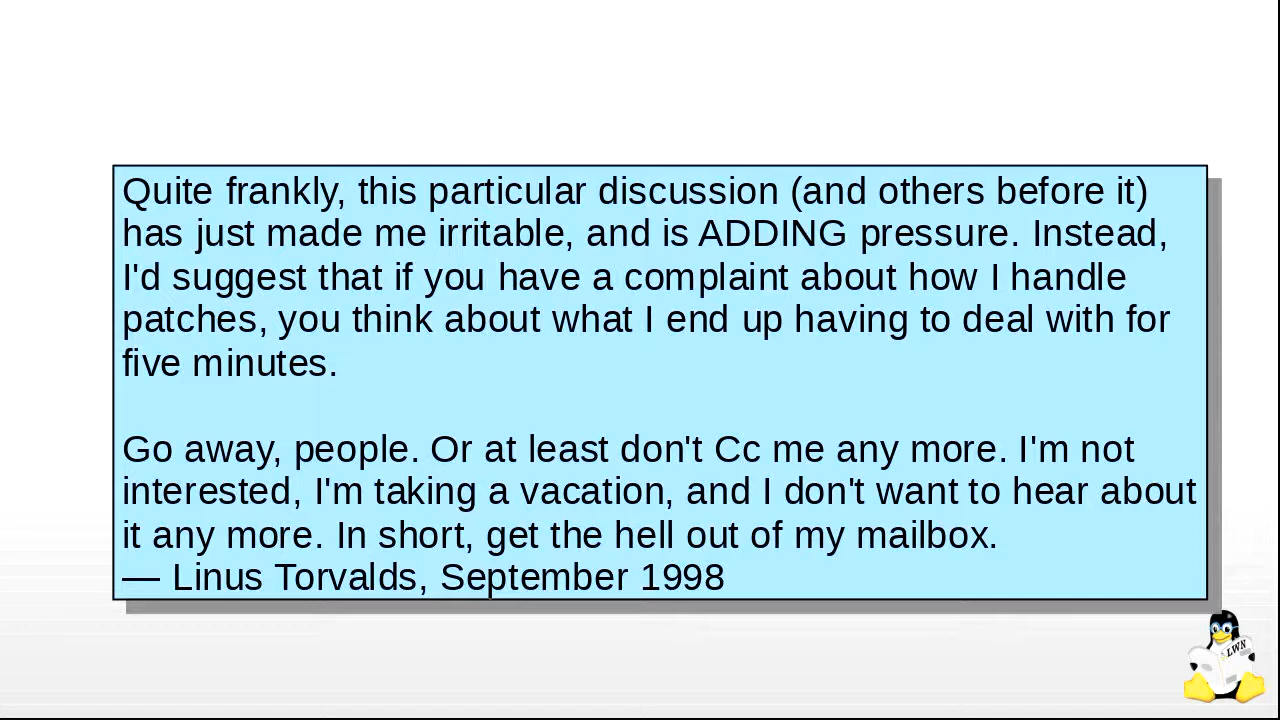 Quite frankly, this particular discussion (and others before it)
has just made me irritable, and is ADDING pressure. Instead,
I'd suggest that if you have a complaint about how I handle
patches, you think about what I end up having to deal with for
five minutes.
Go away, people. Or at least don't Cc me any more. I'm not
interested, I'm taking a vacation, and I don't want to hear about
it any more. In short, get the hell out of my mailbox.
— Linus Torvalds, September 1998
LWN